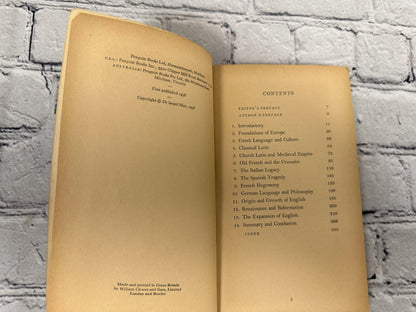 Penguin Books Ltd, Harmondsworth, Middlesex
U.S.A.: Penguin Books Inc., 3300 Clipper Mill Road, Baltimore
AUSTRALIA: Penguin Books Pty Ltd, 762 Whitehorse Road,
Mitcham, Victoria
First published 1958
Copyright © Dr 1958
Made and printed in Great Britain
by William Clowes and Sons, Limited
London and Beccles
CONTENTS
EDITOR'S PREFACE 7
AUTHOR'S PREFACE 9
1. Introductory 11
2. Foundations of Europe
3. Greek Language and Culture
4. Classical Latin
5. Church Latin and Medieval Empire
6. Old French and the Crusades
7. The Italian Legacy
8. The Spanish Tragedy
9. French Hegemony
10. German Language and Philosophy
11. Origin and Growth of English
12. Renaissance and Reformation
13. The Expansion of English
14. Summary and Conclusion
INDEX
5